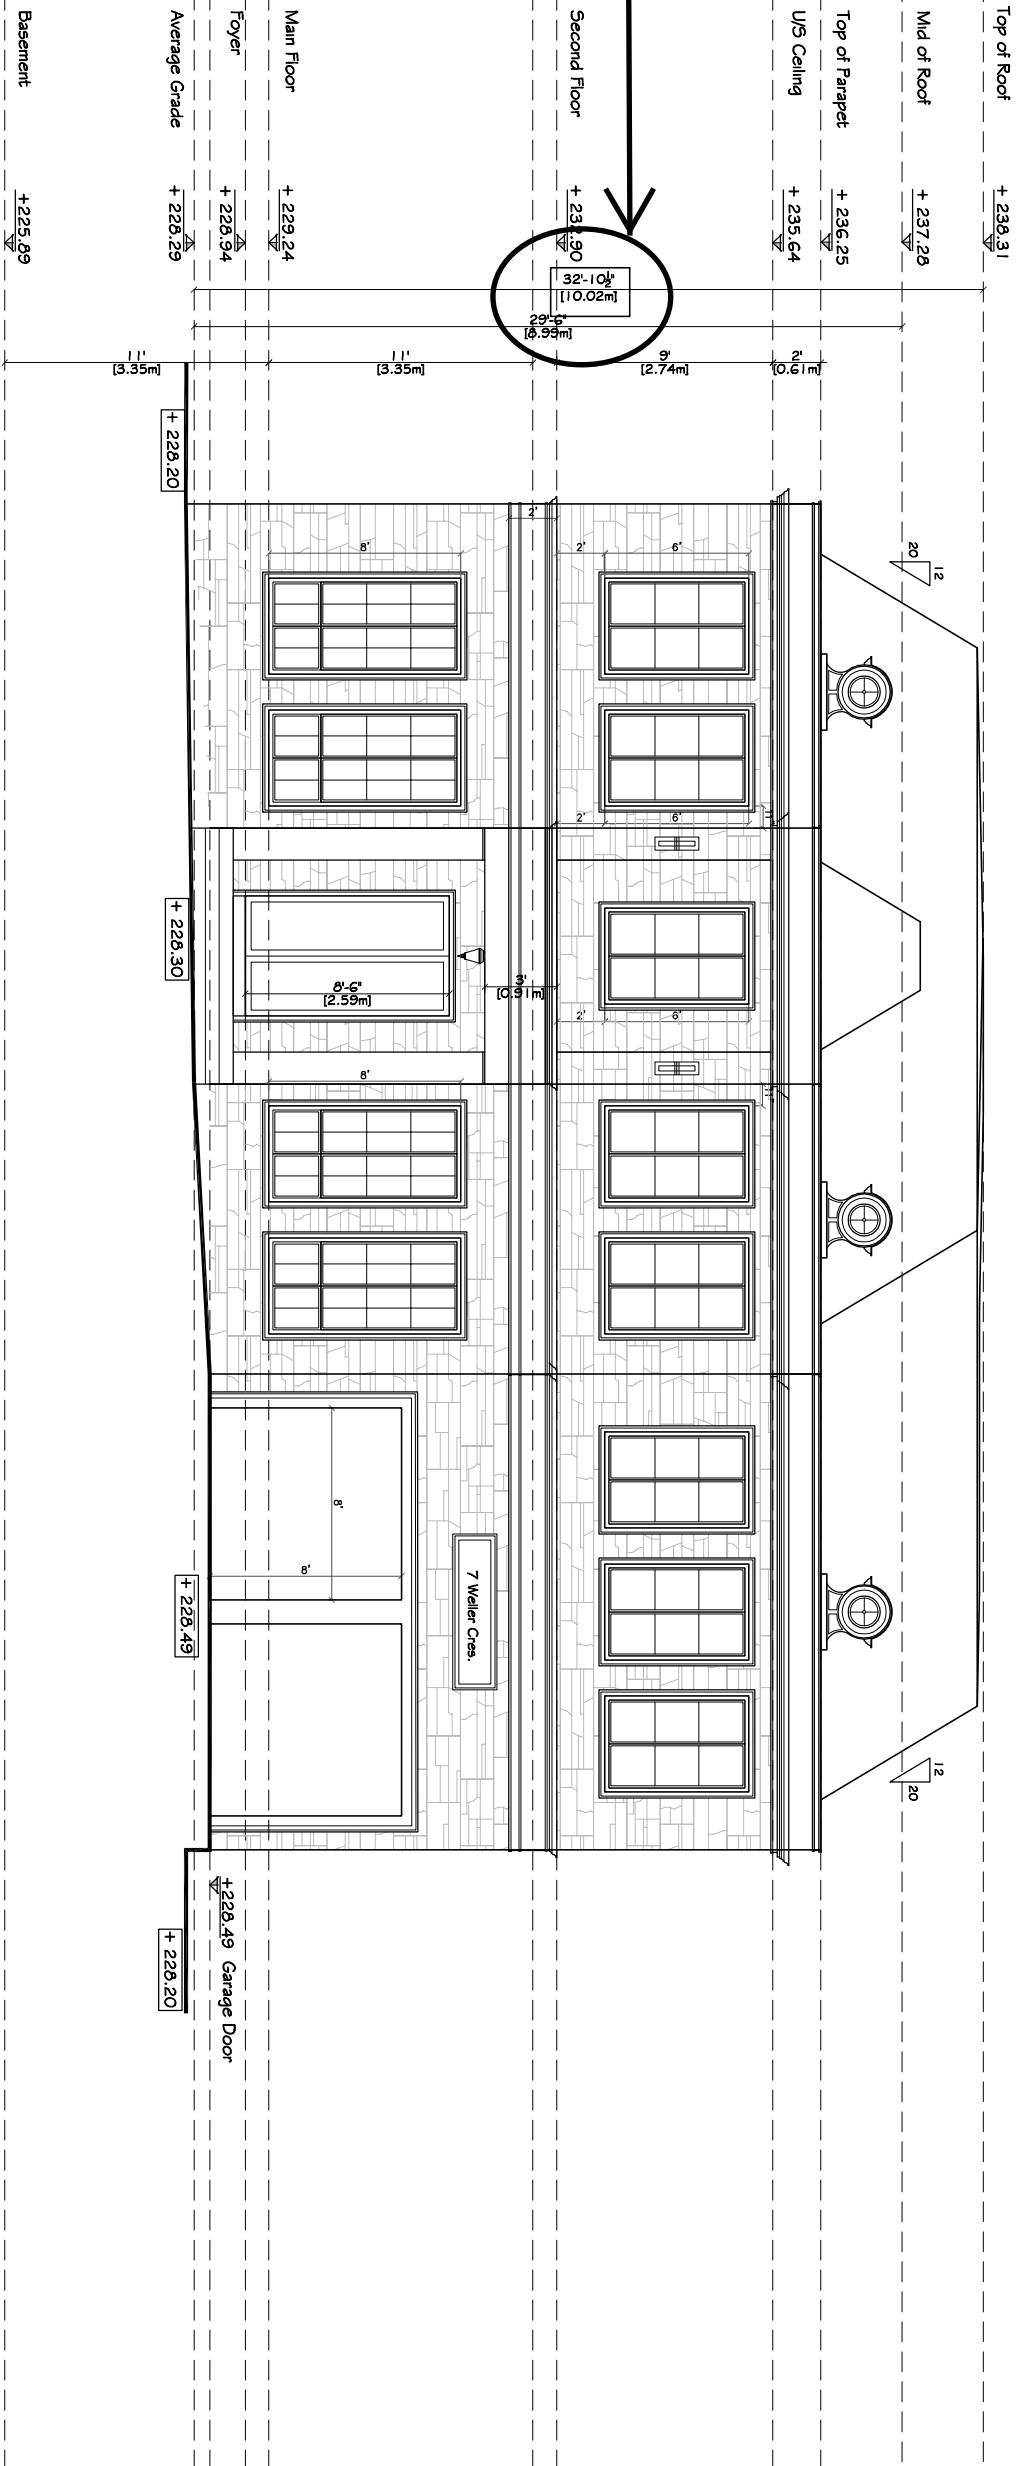 Top of Roof + 238.31
Mid of Roof + 237.28
12
20
12
20
Top of Parapet + 236.25
U/S Ceiling + 235.64
2'
[0.61m]
9'
[2.74m]
6'
6'
6'
2'
2'
2'
11"
11"
Second Floor + 232.90
32'-10½"
[10.02m]
29'-6"
[8.99m]
2'
3'
[0.91m]
7 Weller Cres.
11'
[3.35m]
8'
8'
8'-6"
[2.59m]
8'
8'
Main Floor + 229.24
Foyer + 228.94
+228.49 Garage Door
Average Grade + 228.29
+ 228.20
+ 228.30
+ 228.49
+ 228.20
11'
[3.35m]
Basement +225.89